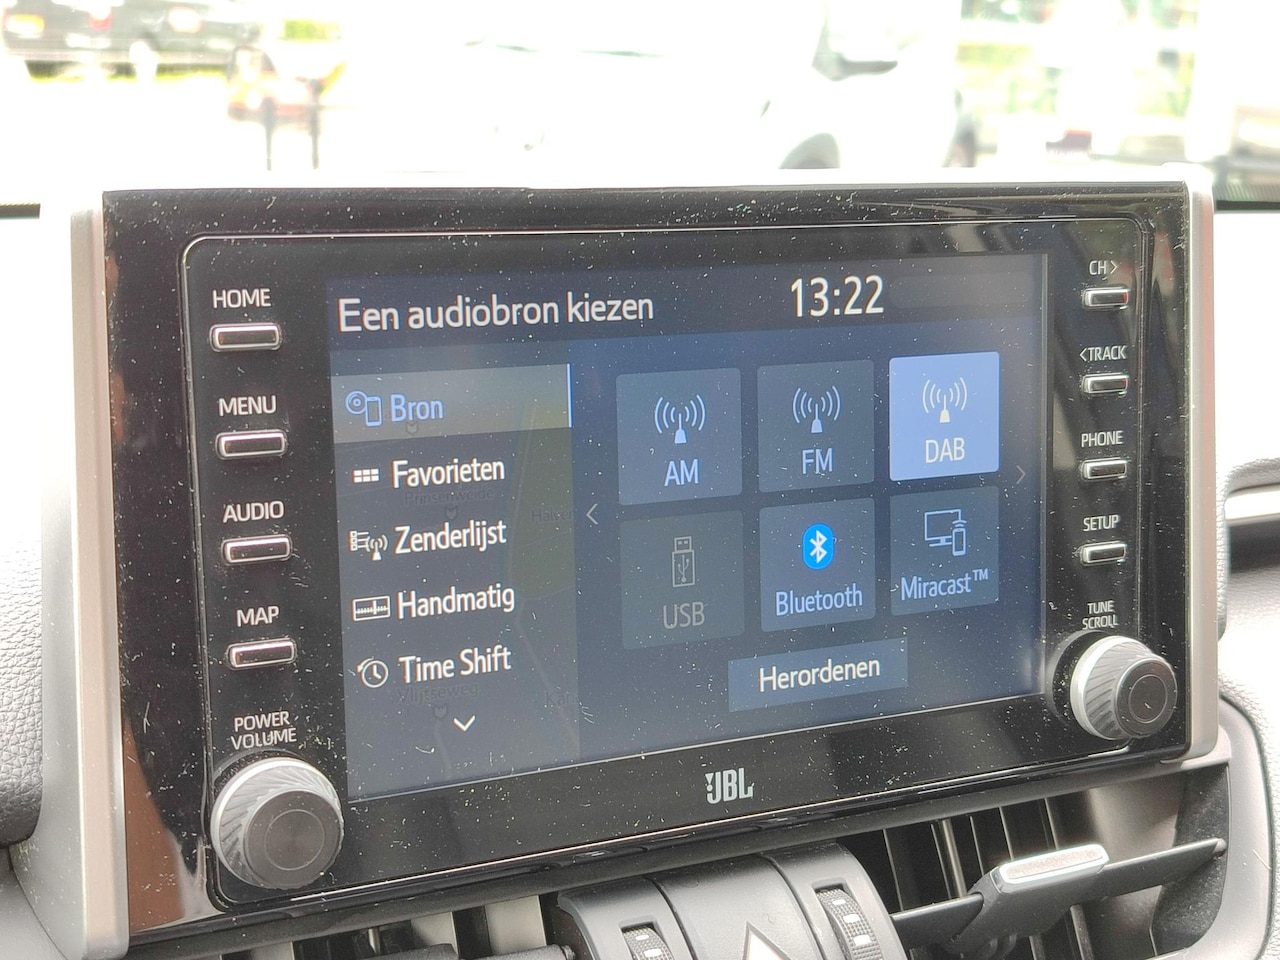 HOME
MENU
AUDIO
MAP
POWER
VOLUME
Een audiobron kiezen
13:22
Bron
Favorieten
Prinsenweide
Zenderlijst
Handmatig
Time Shift
AM
FM
DAB
USB
Bluetooth
Miracast™
Herordenen
JBL
CH >
< TRACK
PHONE
SETUP
TUNE
SCROLL